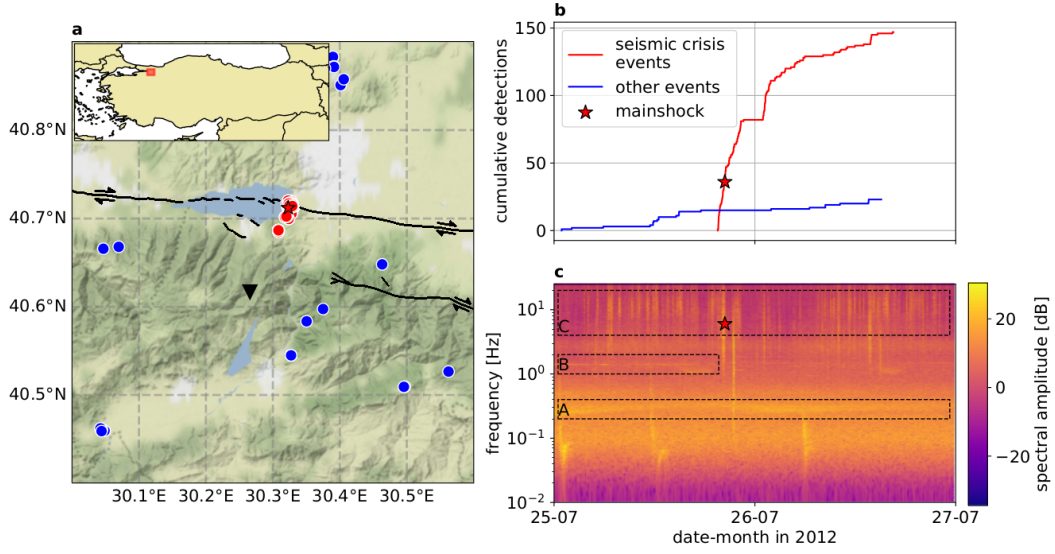 a
40.8°N
40.7°N
40.6°N
40.5°N
30.1°E 30.2°E 30.3°E 30.4°E 30.5°E
b
cumulative detections
150
100
50
0
seismic crisis
events
other events
mainshock
c
frequency [Hz]
10¹
10⁰
10⁻¹
10⁻²
C
B
A
25-07 26-07 27-07
date-month in 2012
20
0
−20
spectral amplitude [dB]